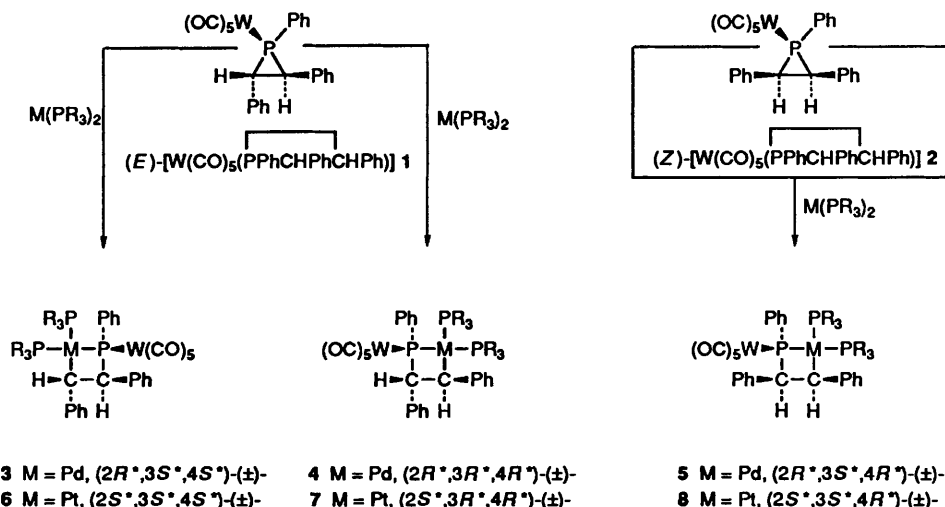 (OC)5W Ph
P
H Ph
Ph H
M(PR3)2 M(PR3)2
(E)-[W(CO)5(PPhCHPhCHPh)] 1
(OC)5W Ph
P
Ph Ph
H H
(Z)-[W(CO)5(PPhCHPhCHPh)] 2
M(PR3)2
R3P Ph
R3P–M–P W(CO)5
H C–C Ph
Ph H
Ph PR3
(OC)5W P–M–PR3
H C–C Ph
Ph H
Ph PR3
(OC)5W P–M–PR3
Ph C–C Ph
H H
3 M = Pd, (2R*,3S*,4S*)-(±)-
6 M = Pt, (2S*,3S*,4S*)-(±)-
4 M = Pd, (2R*,3R*,4R*)-(±)-
7 M = Pt, (2S*,3R*,4R*)-(±)-
5 M = Pd, (2R*,3S*,4R*)-(±)-
8 M = Pt, (2S*,3S*,4R*)-(±)-